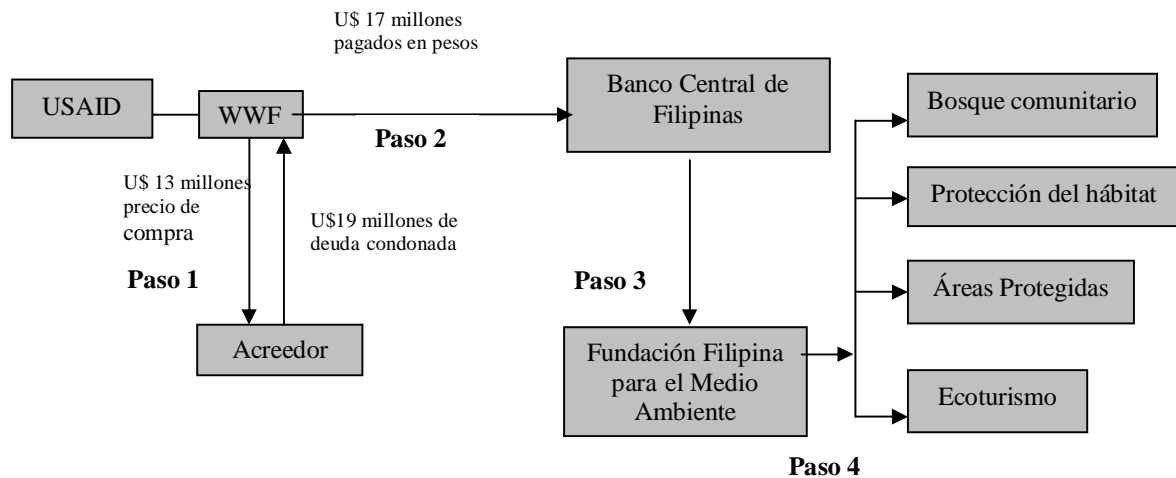 U$ 17 millones
pagados en pesos
USAID
WWF
Paso 2
Banco Central de
Filipinas
Bosque comunitario
Protección del hábitat
Áreas Protegidas
Ecoturismo
U$ 13 millones
precio de
compra
U$19 millones de
deuda condonada
Paso 1
Acreedor
Paso 3
Fundación Filipina
para el Medio
Ambiente
Paso 4